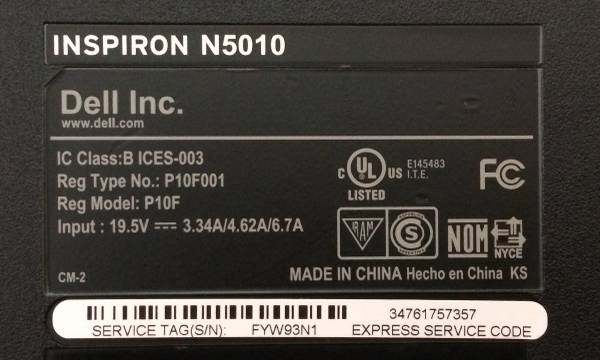 INSPIRON N5010
Dell Inc.
www.dell.com
IC Class:B ICES-003
Reg Type No.: P10F001
Reg Model: P10F
Input : 19.5V ⎓ 3.34A/4.62A/6.7A
C UL US E145483
I.T.E.
LISTED
FC
IRAM
S
NOM
NYCE
CM-2
MADE IN CHINA Hecho en China KS
34761757357
SERVICE TAG(S/N): FYW93N1 EXPRESS SERVICE CODE